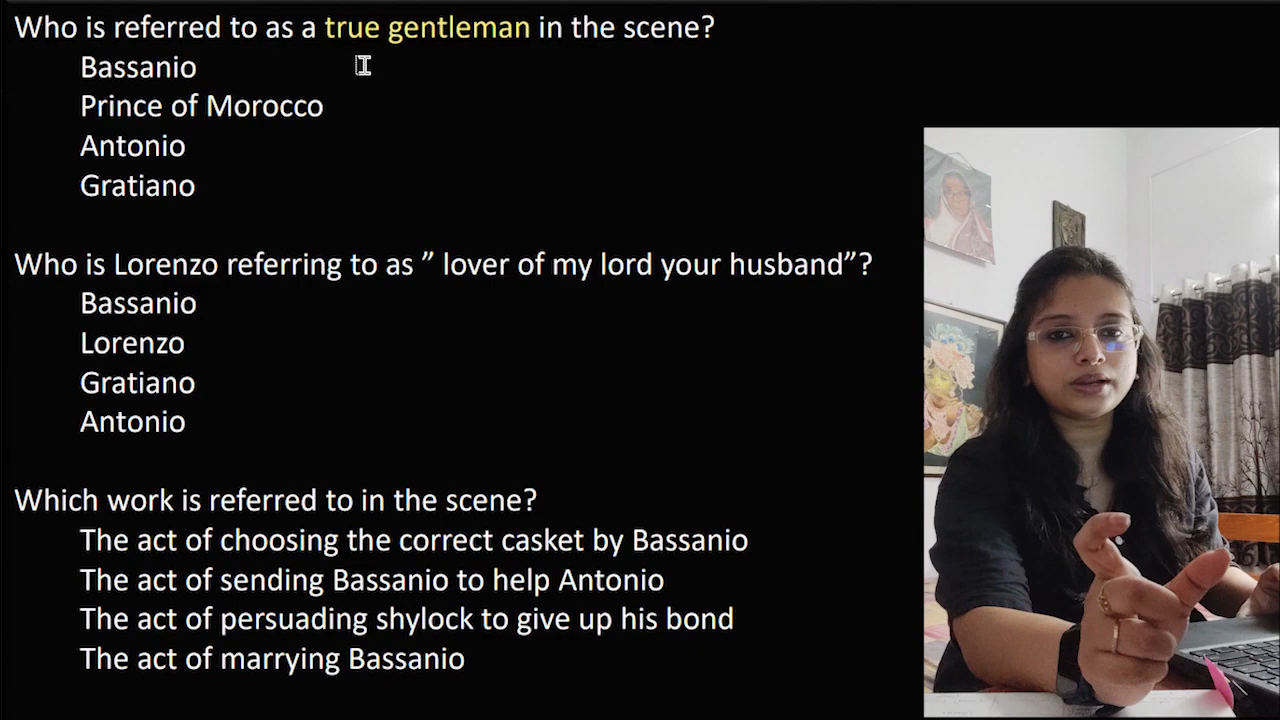 Who is referred to as a true gentleman in the scene?
Bassanio
Prince of Morocco
Antonio
Gratiano
Who is Lorenzo referring to as ” lover of my lord your husband”?
Bassanio
Lorenzo
Gratiano
Antonio
Which work is referred to in the scene?
The act of choosing the correct casket by Bassanio
The act of sending Bassanio to help Antonio
The act of persuading shylock to give up his bond
The act of marrying Bassanio